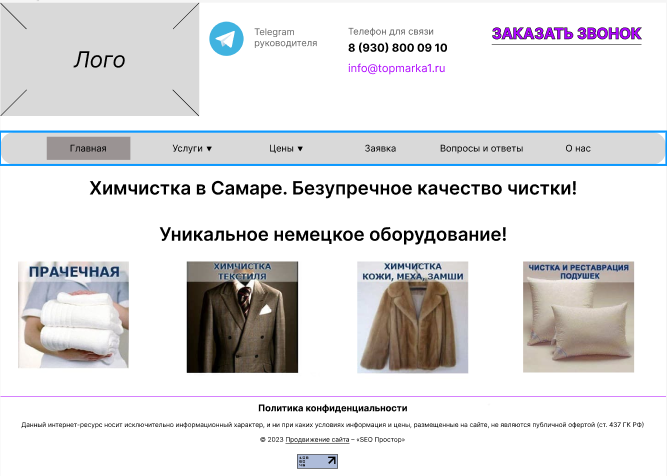 Лого
Telegram
руководителя
Телефон для связи
8 (930) 800 09 10
info@topmarka1.ru
ЗАКАЗАТЬ ЗВОНОК
Главная
Услуги ▼
Цены ▼
Заявка
Вопросы и ответы
О нас
Химчистка в Самаре. Безупречное качество чистки!
Уникальное немецкое оборудование!
ПРАЧЕЧНАЯ
ХИМЧИСТКА
ТЕКСТИЛЯ
ХИМЧИСТКА
КОЖИ, МЕХА, ЗАМШИ
ЧИСТКА И РЕСТАВРАЦИЯ
ПОДУШЕК
Политика конфиденциальности
Данный интернет-ресурс носит исключительно информационный характер, и ни при каких условиях информация и цены, размещенные на сайте, не являются публичной офертой (ст. 437 ГК РФ)
© 2023 Продвижение сайта – «SEO Простор»